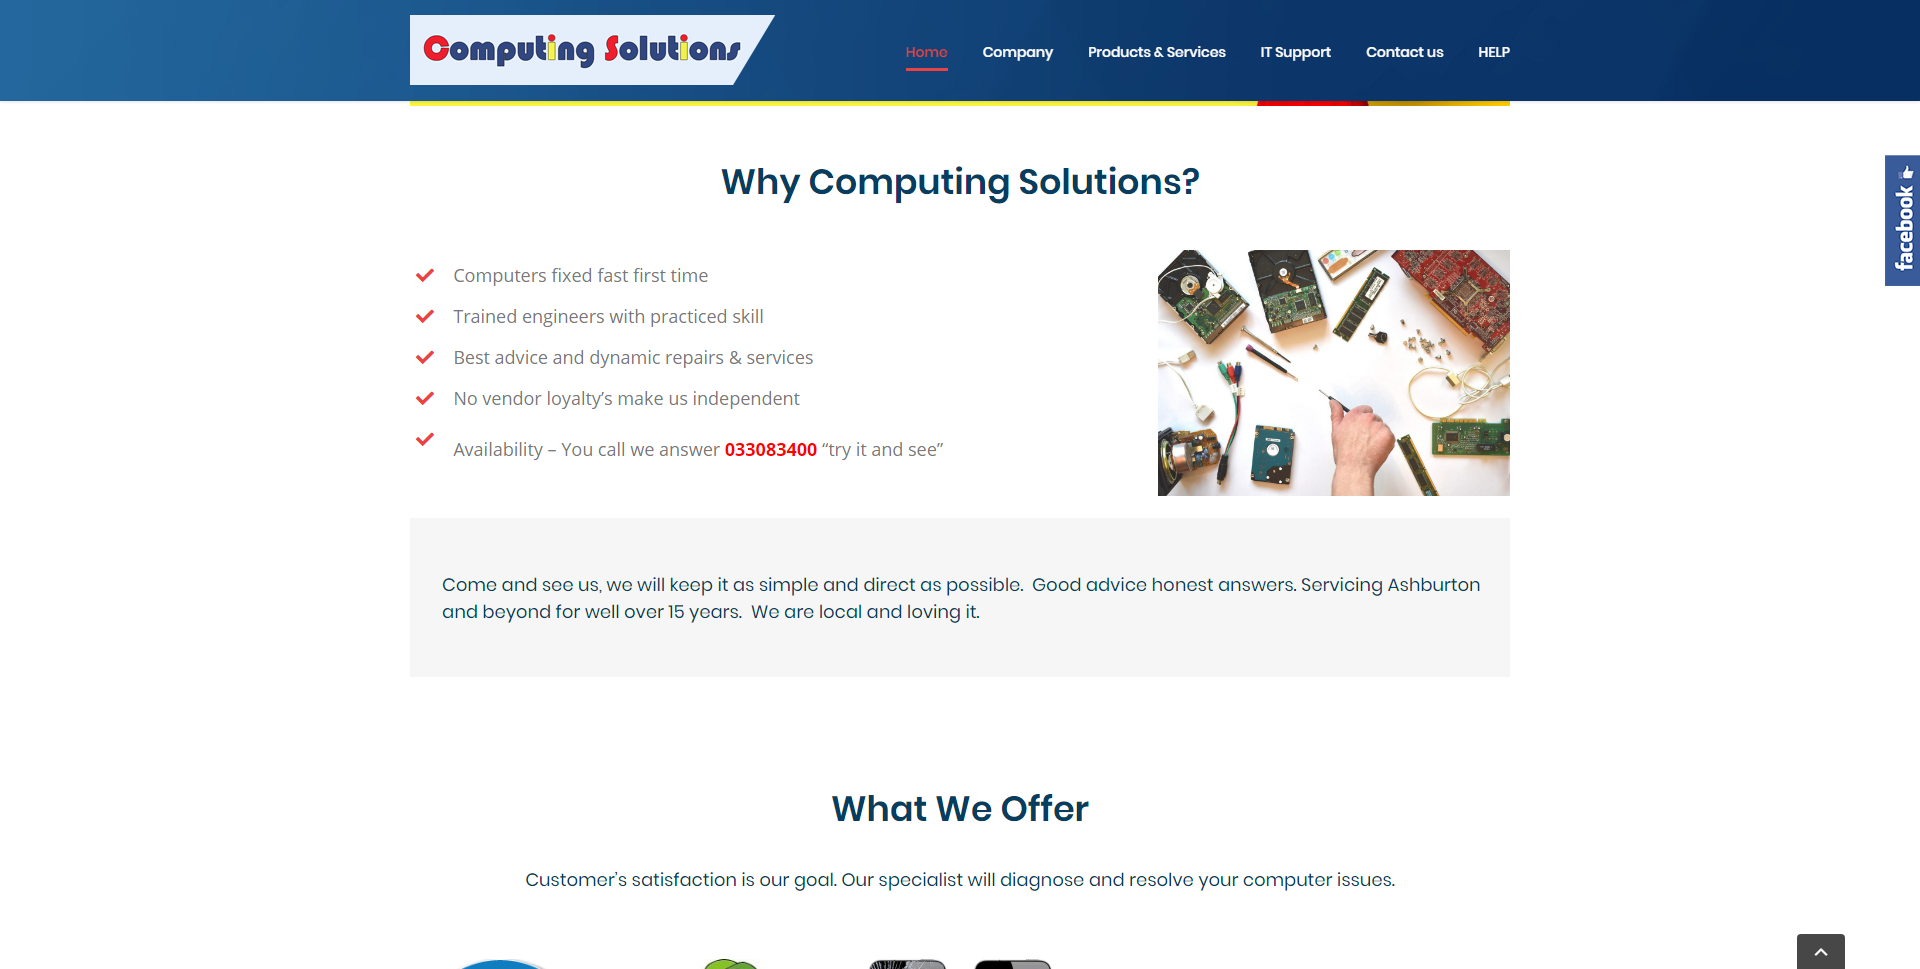 Computing Solutions
Home
Company
Products & Services
IT Support
Contact us
HELP
facebook
Why Computing Solutions?
Computers fixed fast first time
Trained engineers with practiced skill
Best advice and dynamic repairs & services
No vendor loyalty’s make us independent
Availability – You call we answer 033083400 “try it and see”
Come and see us, we will keep it as simple and direct as possible.  Good advice honest answers. Servicing Ashburton
and beyond for well over 15 years.  We are local and loving it.
What We Offer
Customer’s satisfaction is our goal. Our specialist will diagnose and resolve your computer issues.